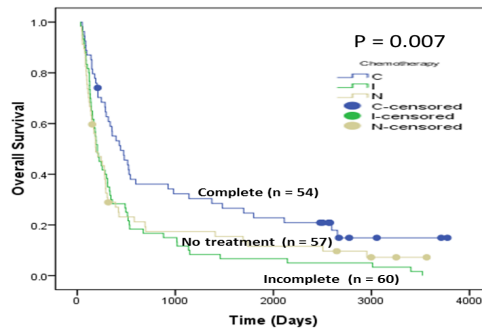 P = 0.007
Chemotherapy
C
I
N
C-censored
I-censored
N-censored
Overall Survival
1.0
0.8
0.6
0.4
0.2
0.0
Complete (n = 54)
No treatment (n = 57)
Incomplete (n = 60)
0 1000 2000 3000 4000
Time (Days)